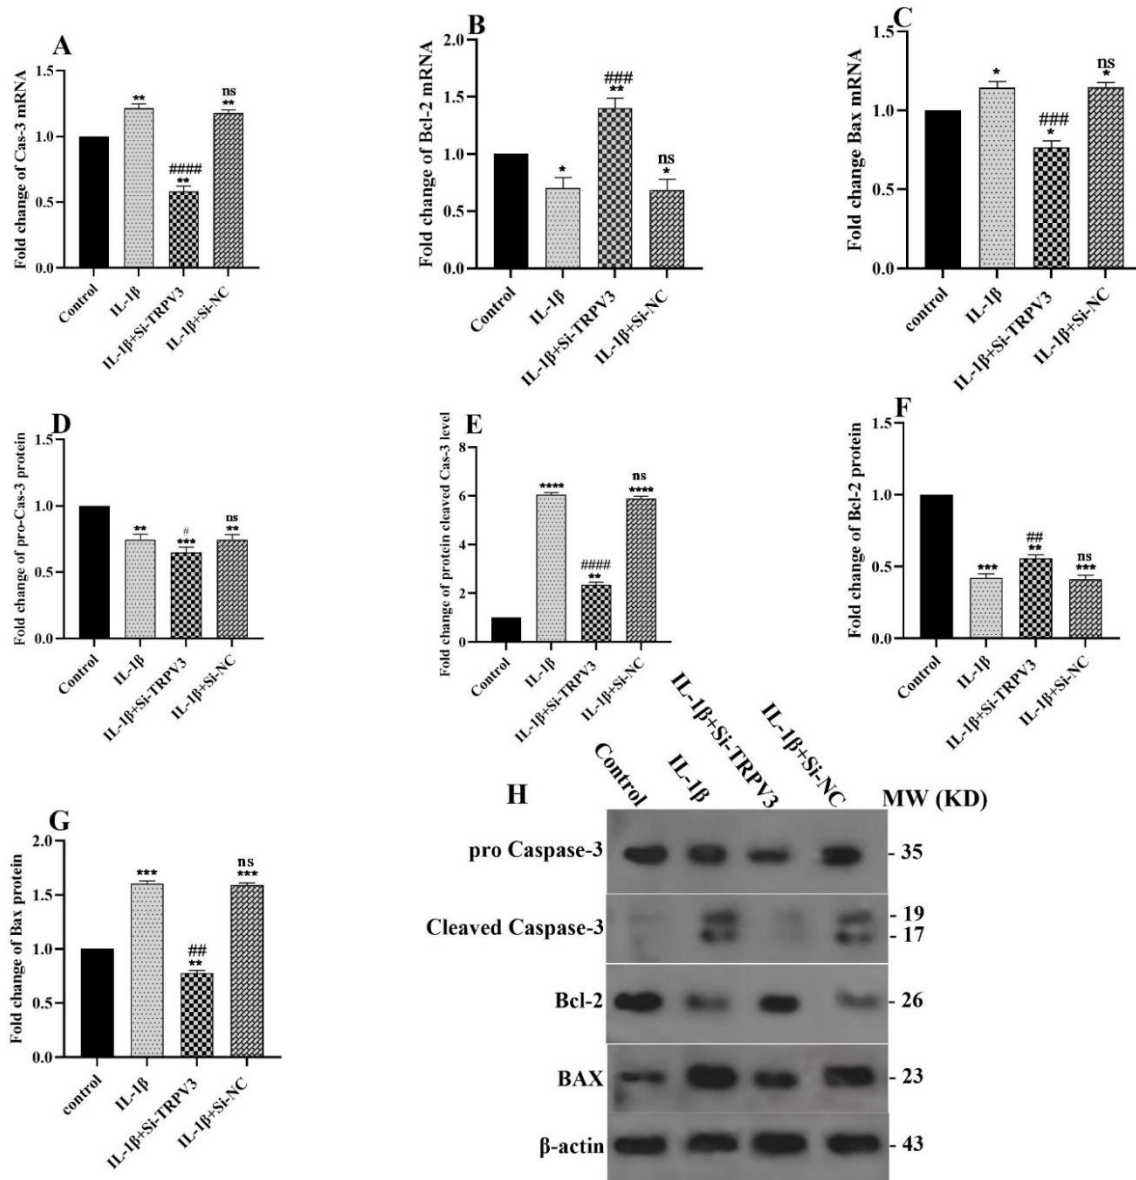 A
Fold change of Cas-3 mRNA
1.5
1.0
0.5
0.0
**
####
**
ns
**
Control
IL-1β
IL-1β+Si-TRPV3
IL-1β+Si-NC
B
Fold change of Bcl-2 mRNA
2.0
1.5
1.0
0.5
0.0
*
###
**
ns
*
Control
IL-1β
IL-1β+Si-TRPV3
IL-1β+Si-NC
C
Fold change Bax mRNA
1.5
1.0
0.5
0.0
*
###
*
ns
*
control
IL-1β
IL-1β+Si-TRPV3
IL-1β+Si-NC
D
Fold change of pro-Cas-3 protein
1.5
1.0
0.5
0.0
**
#
***
ns
**
Control
IL-1β
IL-1β+Si-TRPV3
IL-1β+Si-NC
E
Fold change of protein cleaved Cas-3 level
8
6
4
2
0
****
####
**
ns
****
Control
IL-1β
IL-1β+Si-TRPV3
IL-1β+Si-NC
F
Fold change of Bcl-2 protein
1.5
1.0
0.5
0.0
***
##
**
ns
***
Control
IL-1β
IL-1β+Si-TRPV3
IL-1β+Si-NC
G
Fold change of Bax protein
2.0
1.5
1.0
0.5
0.0
***
##
**
ns
***
control
IL-1β
IL-1β+Si-TRPV3
IL-1β+Si-NC
H
Control
IL-1β
IL-1β+Si-TRPV3
IL-1β+Si-NC
MW (KD)
pro Caspase-3
- 35
Cleaved Caspase-3
- 19
- 17
Bcl-2
- 26
BAX
- 23
β-actin
- 43